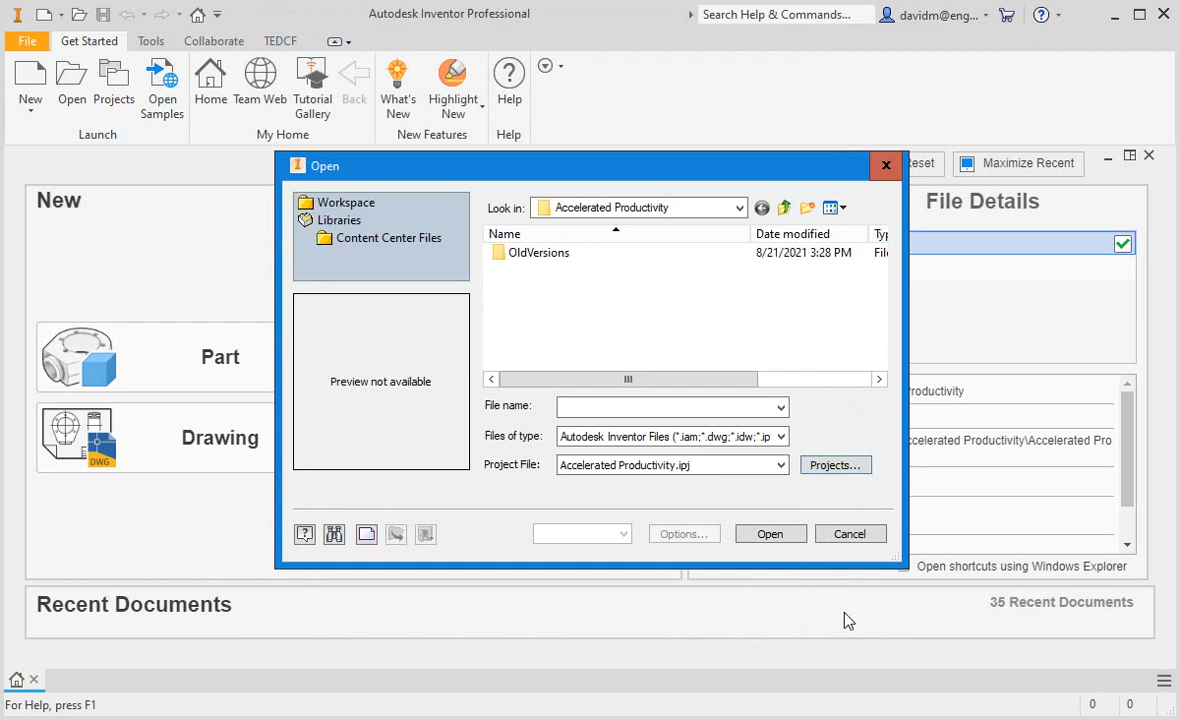 Autodesk Inventor Professional
Search Help & Commands...
davidm@eng...
File
Get Started
Tools
Collaborate
TEDCF
New
Open
Projects
Open Samples
Home
Team Web
Tutorial Gallery
Back
What's New
Highlight New
Help
Launch
My Home
New Features
Help
Open
Maximize Recent
New
File Details
Workspace
Libraries
Content Center Files
Look in:
Accelerated Productivity
Name
Date modified
OldVersions
8/21/2021 3:28 PM
Preview not available
Part
Drawing
DWG
File name:
Files of type:
Autodesk Inventor Files (*.iam;*.dwg;*.idw;*.ip
Project File:
Accelerated Productivity.ipj
Projects...
Options...
Open
Cancel
roductivity
ccelerated Productivity\Accelerated Pro
Open shortcuts using Windows Explorer
Recent Documents
35 Recent Documents
For Help, press F1
0
0